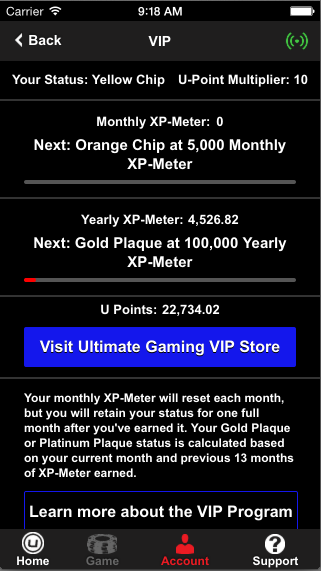 Carrier 9:18 AM
Back VIP
Your Status: Yellow Chip U-Point Multiplier: 10
Monthly XP-Meter: 0
Next: Orange Chip at 5,000 Monthly
XP-Meter
Yearly XP-Meter: 4,526.82
Next: Gold Plaque at 100,000 Yearly
XP-Meter
U Points: 22,734.02
Visit Ultimate Gaming VIP Store
Your monthly XP-Meter will reset each month,
but you will retain your status for one full
month after you've earned it. Your Gold Plaque
or Platinum Plaque status is calculated based
on your current month and previous 13 months
of XP-Meter earned.
Learn more about the VIP Program
Home Game Account Support